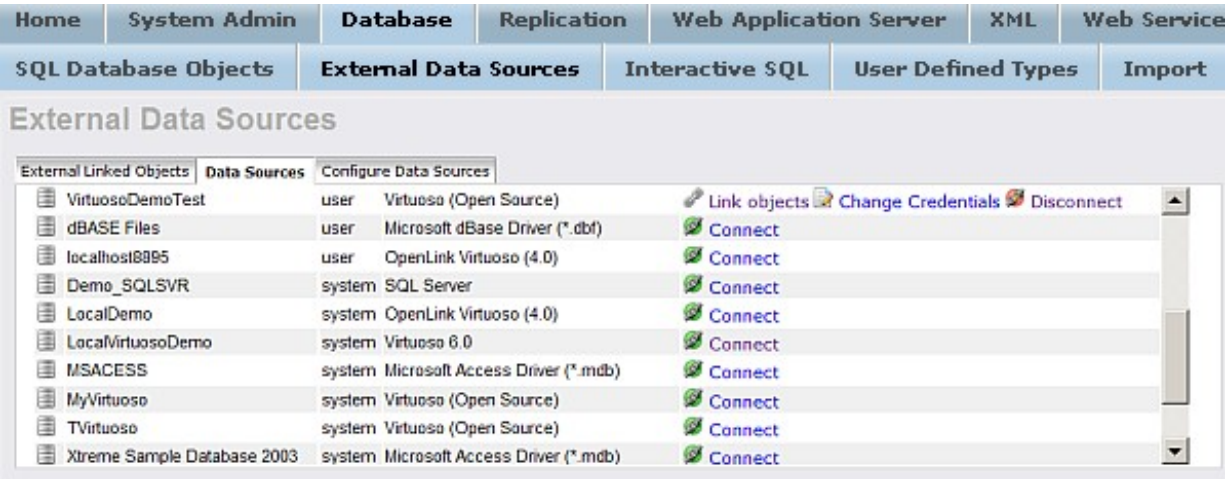 Home System Admin Database Replication Web Application Server XML Web Service
SQL Database Objects External Data Sources Interactive SQL User Defined Types Import
External Data Sources
External Linked Objects Data Sources Configure Data Sources
VirtuosoDemoTest user Virtuoso (Open Source) Link objects Change Credentials Disconnect
dBASE Files user Microsoft dBase Driver (*.dbf) Connect
localhost8895 user OpenLink Virtuoso (4.0) Connect
Demo_SQLSVR system SQL Server Connect
LocalDemo system OpenLink Virtuoso (4.0) Connect
LocalVirtuosoDemo system Virtuoso 6.0 Connect
MSACESS system Microsoft Access Driver (*.mdb) Connect
MyVirtuoso system Virtuoso (Open Source) Connect
TVirtuoso system Virtuoso (Open Source) Connect
Xtreme Sample Database 2003 system Microsoft Access Driver (*.mdb) Connect